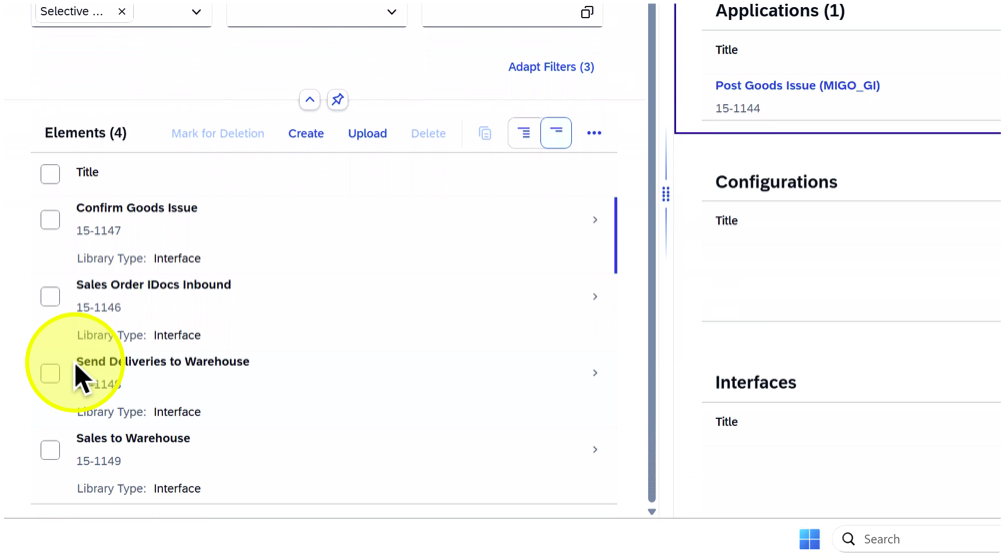 Selective ...
Adapt Filters (3)
Elements (4)
Mark for Deletion
Create
Upload
Delete
Title
Confirm Goods Issue
15-1147
Library Type: Interface
Sales Order IDocs Inbound
15-1146
Library Type: Interface
Send Deliveries to Warehouse
Library Type: Interface
Sales to Warehouse
15-1149
Library Type: Interface
Applications (1)
Title
Post Goods Issue (MIGO_GI)
15-1144
Configurations
Title
Interfaces
Title
Search